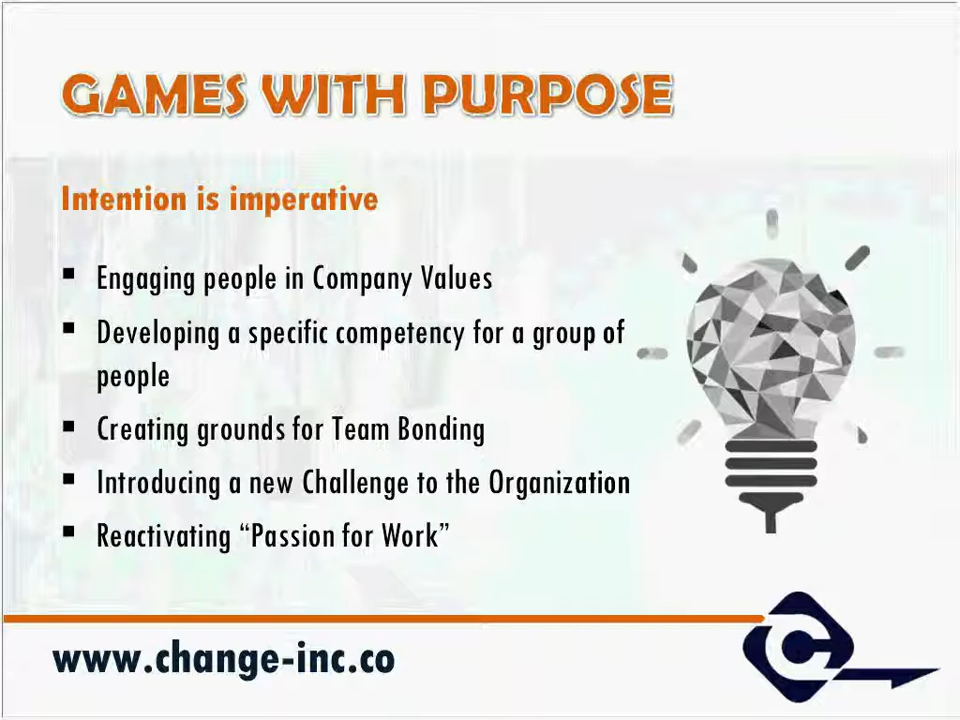 GAMES WITH PURPOSE
Intention is imperative
▪ Engaging people in Company Values
▪ Developing a specific competency for a group of
people
▪ Creating grounds for Team Bonding
▪ Introducing a new Challenge to the Organization
▪ Reactivating “Passion for Work”
www.change-inc.co